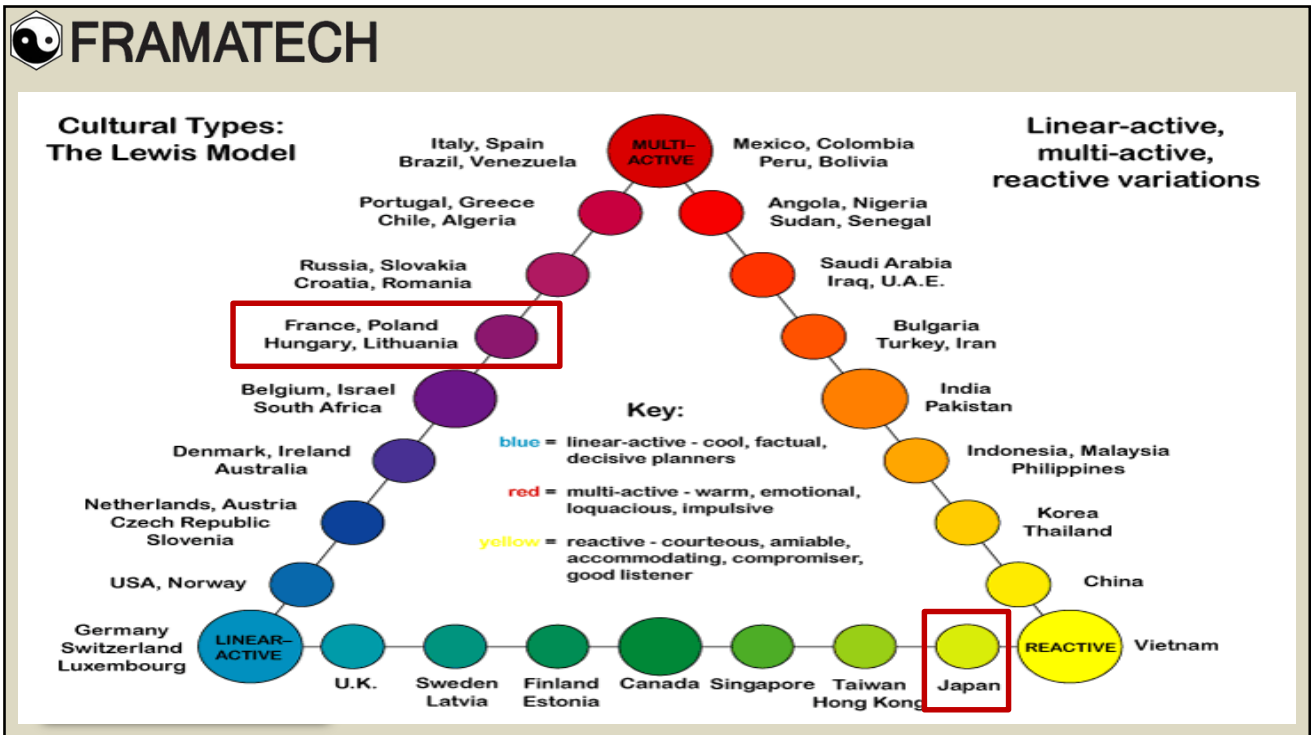 FRAMATECH
Cultural Types:
The Lewis Model
Linear-active,
multi-active,
reactive variations
MULTI-
ACTIVE
Italy, Spain
Brazil, Venezuela
Mexico, Colombia
Peru, Bolivia
Portugal, Greece
Chile, Algeria
Angola, Nigeria
Sudan, Senegal
Russia, Slovakia
Croatia, Romania
Saudi Arabia
Iraq, U.A.E.
France, Poland
Hungary, Lithuania
Bulgaria
Turkey, Iran
Belgium, Israel
South Africa
India
Pakistan
Key:
blue = linear-active - cool, factual,
decisive planners
red = multi-active - warm, emotional,
loquacious, impulsive
yellow = reactive - courteous, amiable,
accommodating, compromiser,
good listener
Denmark, Ireland
Australia
Indonesia, Malaysia
Philippines
Netherlands, Austria
Czech Republic
Slovenia
Korea
Thailand
USA, Norway
China
Germany
Switzerland
Luxembourg
LINEAR-
ACTIVE
REACTIVE
Vietnam
U.K.
Sweden
Latvia
Finland
Estonia
Canada
Singapore
Taiwan
Hong Kong
Japan